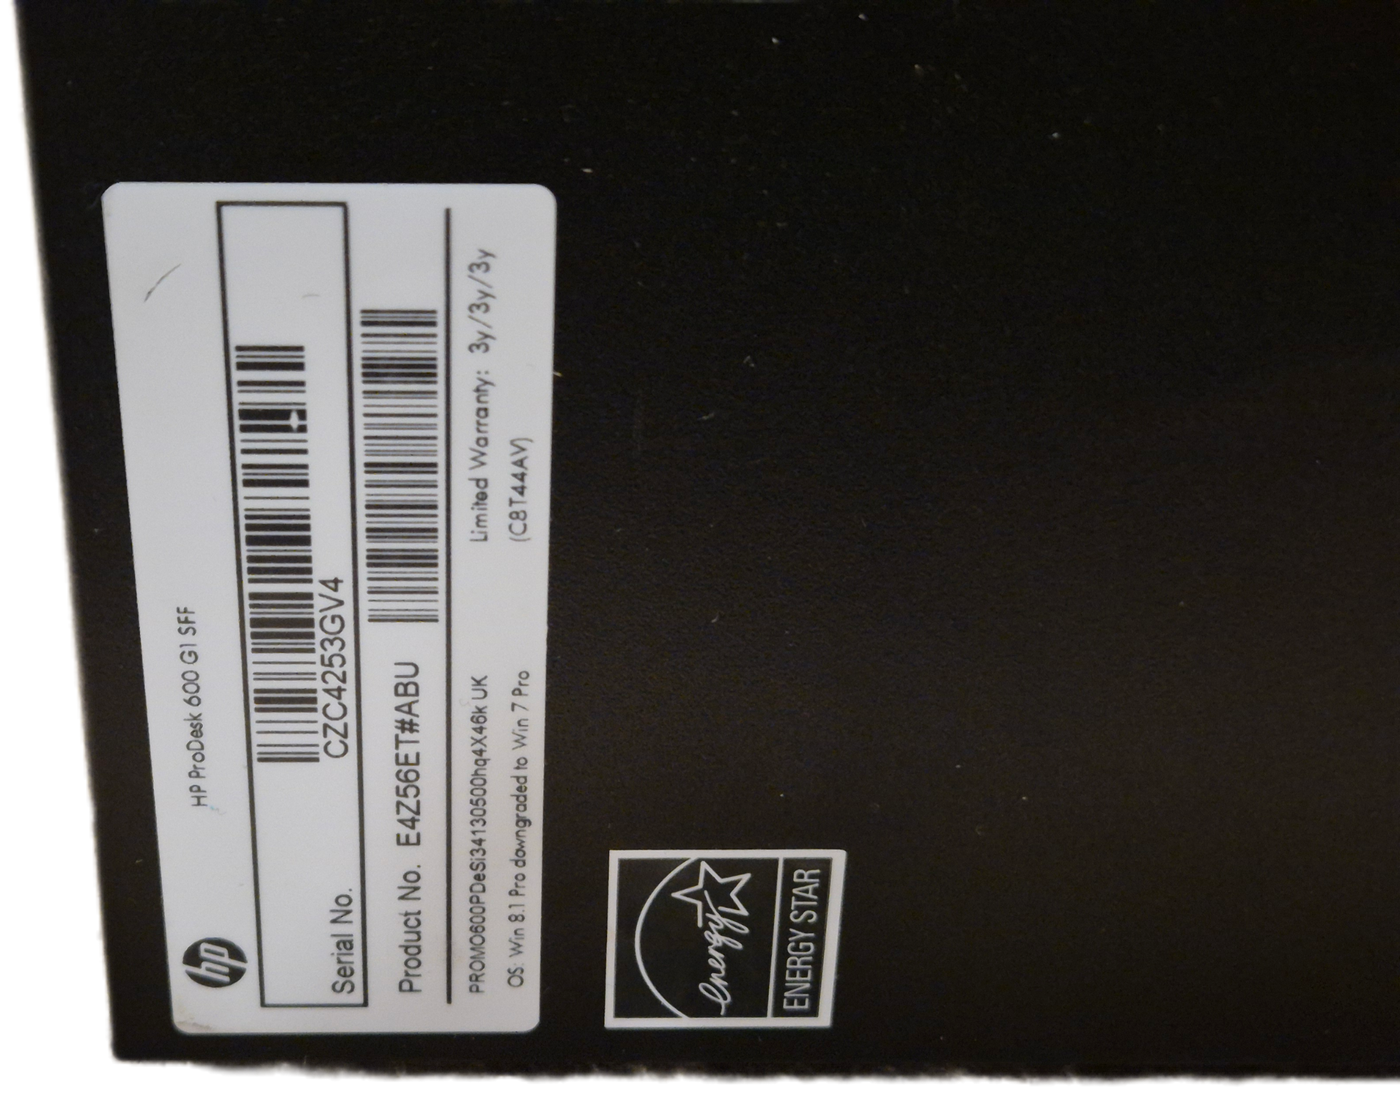 hp
HP ProDesk 600 G1 SFF
Serial No. CZC4253GV4
Product No. E4Z56ET#ABU
PROMO600PDeSi34130500hq4X46k UK Limited Warranty: 3y/3y/3y
OS: Win 8.1 Pro downgraded to Win 7 Pro (C8T44AV)
energy
ENERGY STAR